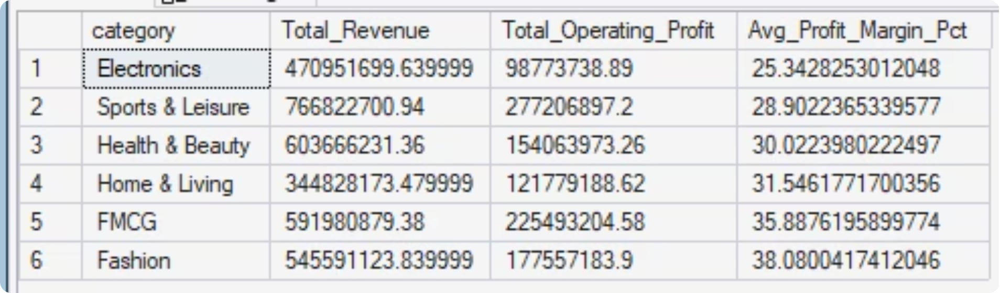 category Total_Revenue Total_Operating_Profit Avg_Profit_Margin_Pct
1 Electronics 470951699.639999 98773738.89 25.3428253012048
2 Sports & Leisure 766822700.94 277206897.2 28.9022365339577
3 Health & Beauty 603666231.36 154063973.26 30.0223980222497
4 Home & Living 344828173.479999 121779188.62 31.5461771700356
5 FMCG 591980879.38 225493204.58 35.8876195899774
6 Fashion 545591123.839999 177557183.9 38.0800417412046